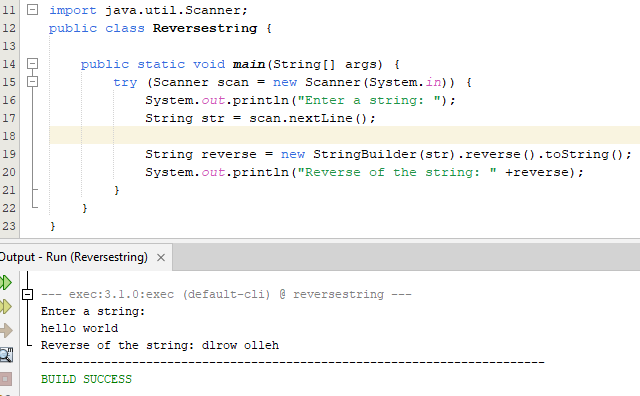 11 import java.util.Scanner;
12 public class Reversestring {
13
14 public static void main(String[] args) {
15 try (Scanner scan = new Scanner(System.in)) {
16 System.out.println("Enter a string: ");
17 String str = scan.nextLine();
18
19 String reverse = new StringBuilder(str).reverse().toString();
20 System.out.println("Reverse of the string: " +reverse);
21 }
22 }
23 }
Output - Run (Reversestring) ×
--- exec:3.1.0:exec (default-cli) @ reversestring ---
Enter a string:
hello world
Reverse of the string: dlrow olleh
------------------------------------------------------------------------
BUILD SUCCESS